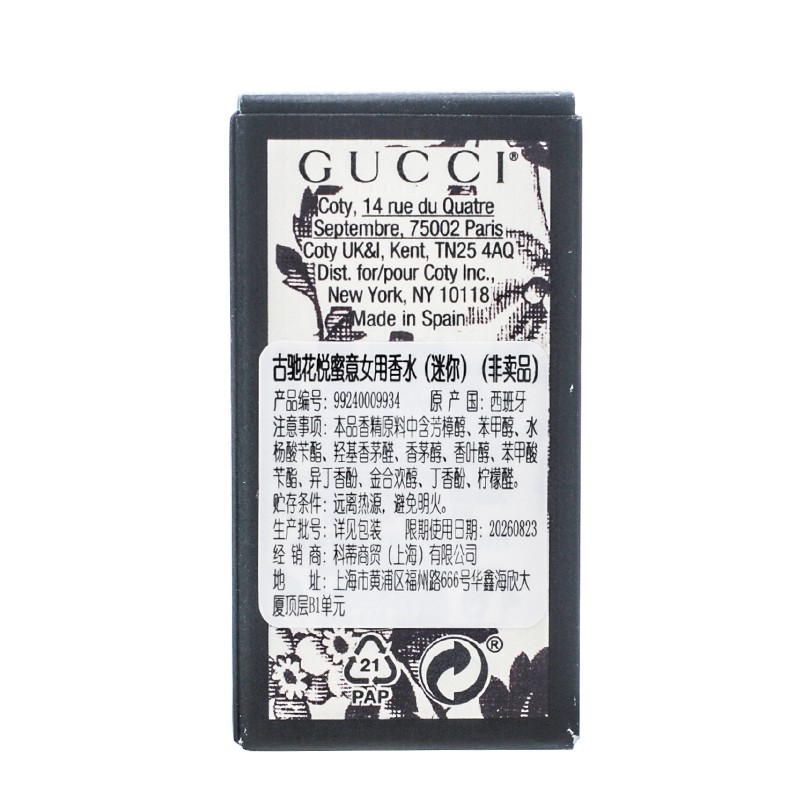 GUCCI®
Coty, 14 rue du Quatre
Septembre, 75002 Paris
Coty UK&I, Kent, TN25 4AQ
Dist. for/pour Coty Inc.,
New York, NY 10118
Made in Spain
古驰花悦蜜意女用香水（迷你）（非卖品）
产品编号：99240009934 原 产 国：西班牙
注意事项：本品香精原料中含芳樟醇、苯甲醇、水
杨酸苄酯、羟基香茅醛、香茅醇、香叶醇、苯甲酸
苄酯、异丁香酚、金合欢醇、丁香酚、柠檬醛。
贮存条件：远离热源，避免明火。
生产批号：详见包装 限期使用日期：20260823
经 销 商：科蒂商贸（上海）有限公司
地 址：上海市黄浦区福州路666号华鑫海欣大
厦顶层B1单元
21
PAP
®